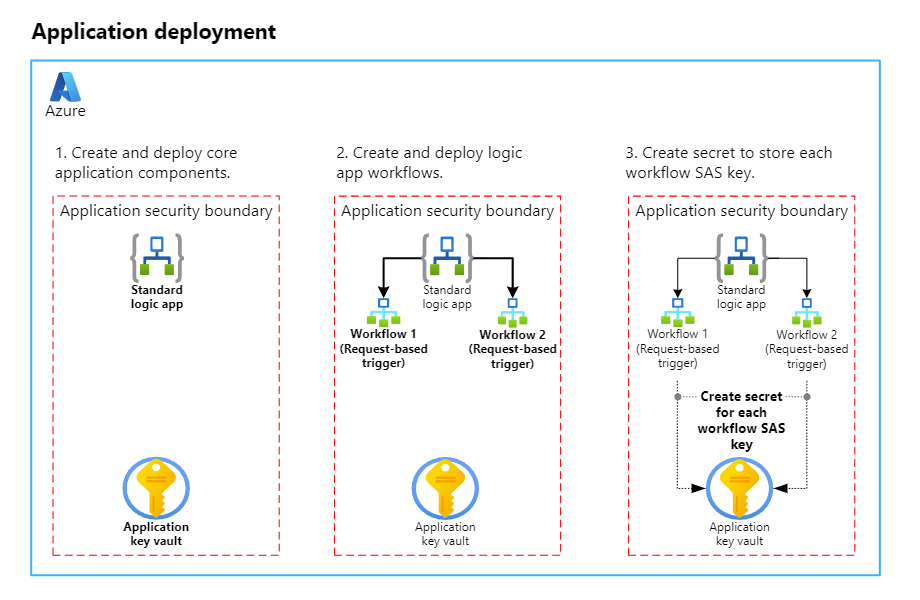 Application deployment
Azure
1. Create and deploy core
application components.
Application security boundary
Standard
logic app
Application
key vault
2. Create and deploy logic
app workflows.
Application security boundary
Standard
logic app
Workflow 1
(Request-based
trigger)
Workflow 2
(Request-based
trigger)
Application
key vault
3. Create secret to store each
workflow SAS key.
Application security boundary
Standard
logic app
Workflow 1
(Request-based
trigger)
Workflow 2
(Request-based
trigger)
Create secret
for each
workflow SAS
key
Application
key vault